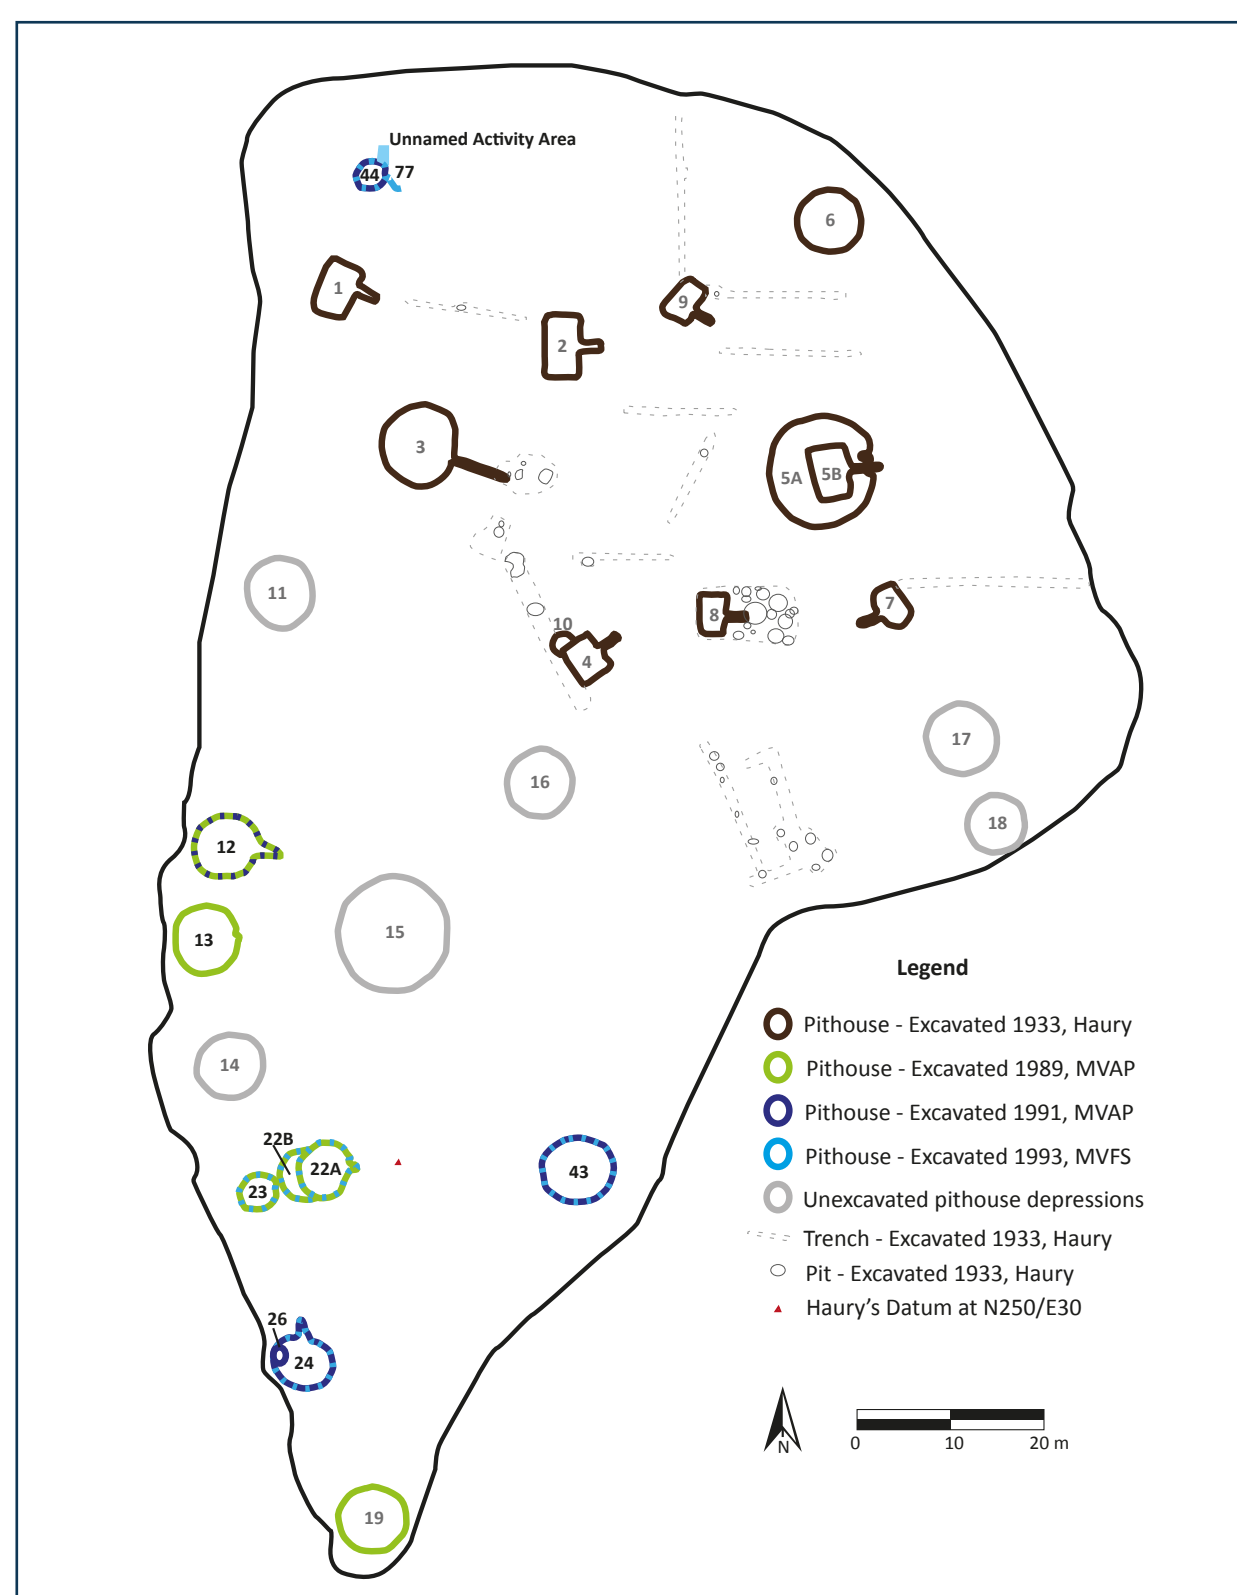 Unnamed Activity Area
44
77
6
1
9
2
3
5A
5B
11
10
8
7
4
17
16
18
12
15
13
14
22B
22A
23
43
26
24
19
Legend
Pithouse - Excavated 1933, Haury
Pithouse - Excavated 1989, MVAP
Pithouse - Excavated 1991, MVAP
Pithouse - Excavated 1993, MVFS
Unexcavated pithouse depressions
Trench - Excavated 1933, Haury
Pit - Excavated 1933, Haury
Haury's Datum at N250/E30
N
0 10 20 m